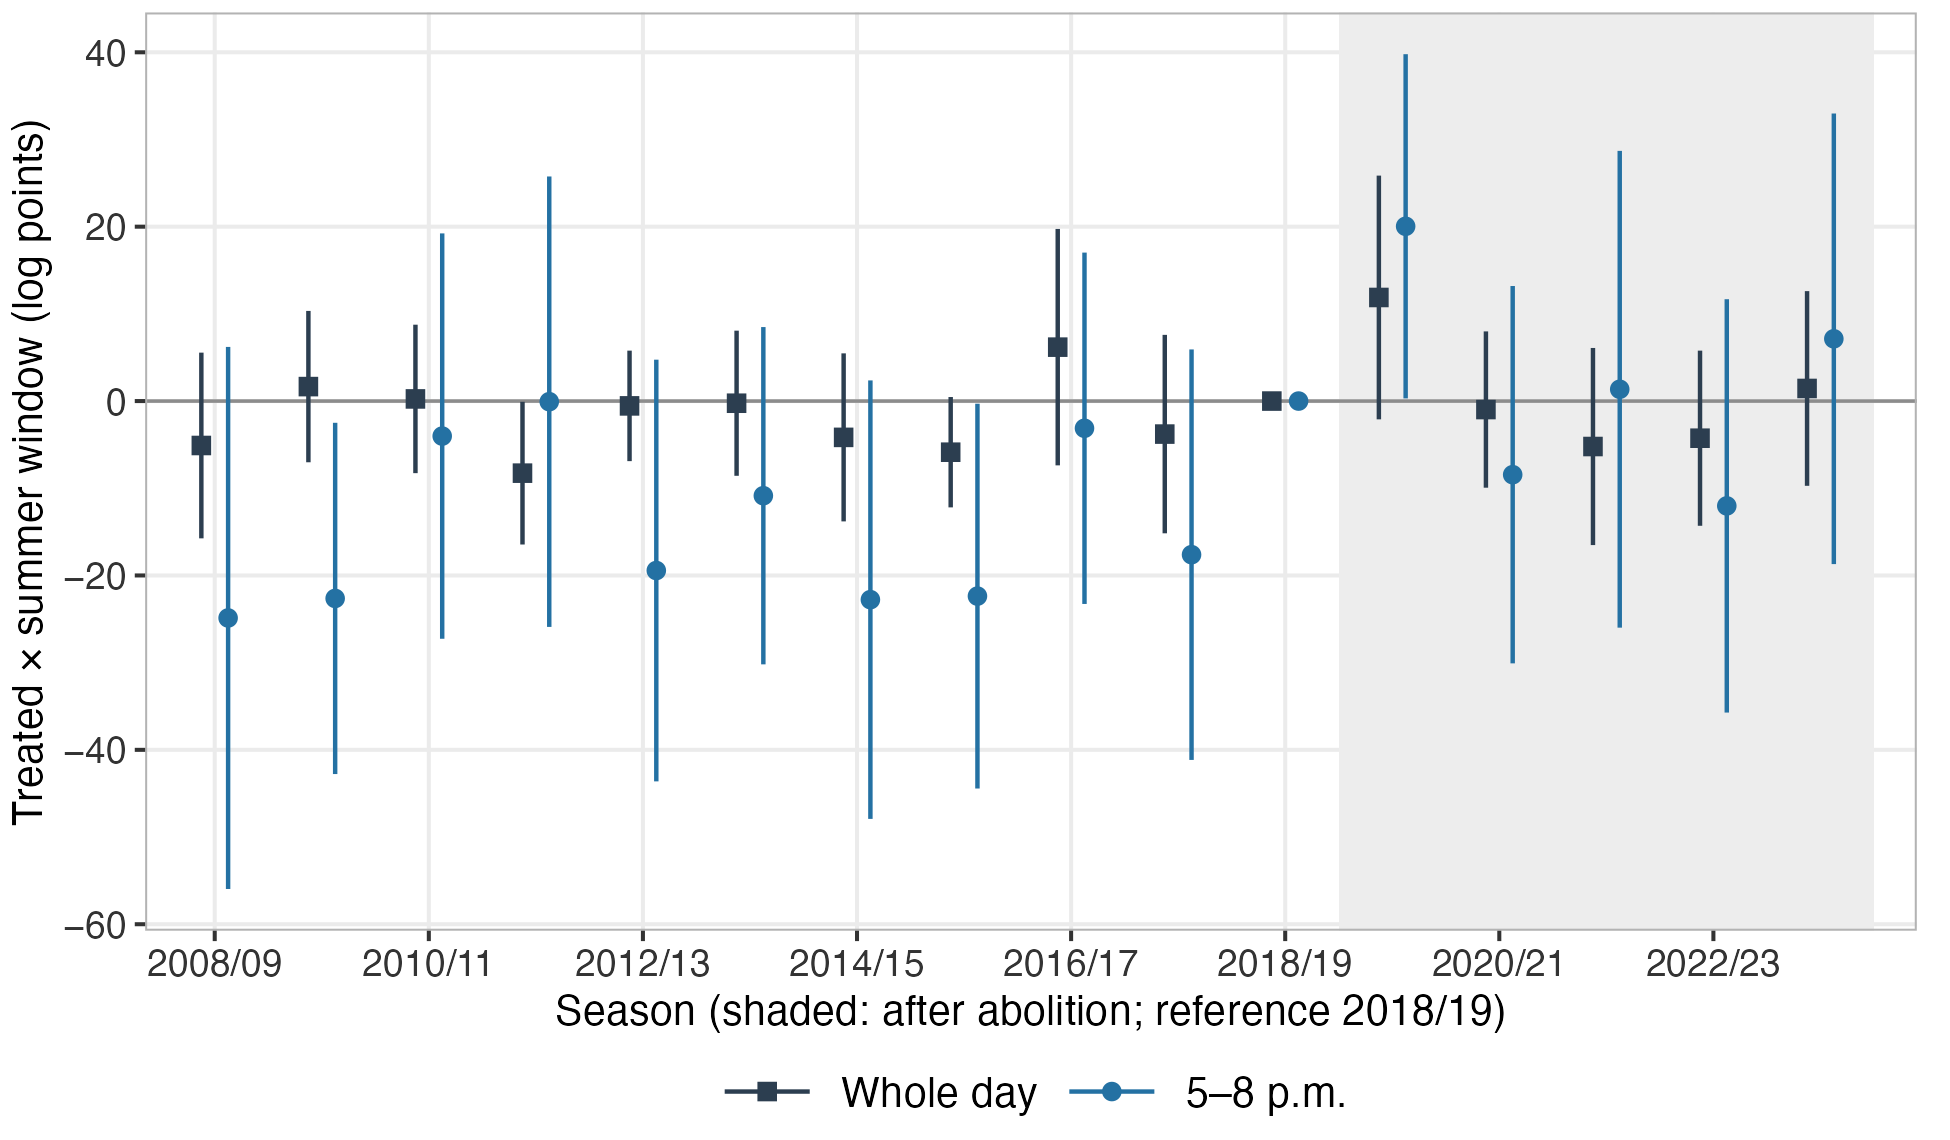 Treated × summer window (log points)
40
20
0
−20
−40
−60
2008/09 2010/11 2012/13 2014/15 2016/17 2018/19 2020/21 2022/23
Season (shaded: after abolition; reference 2018/19)
Whole day 5–8 p.m.